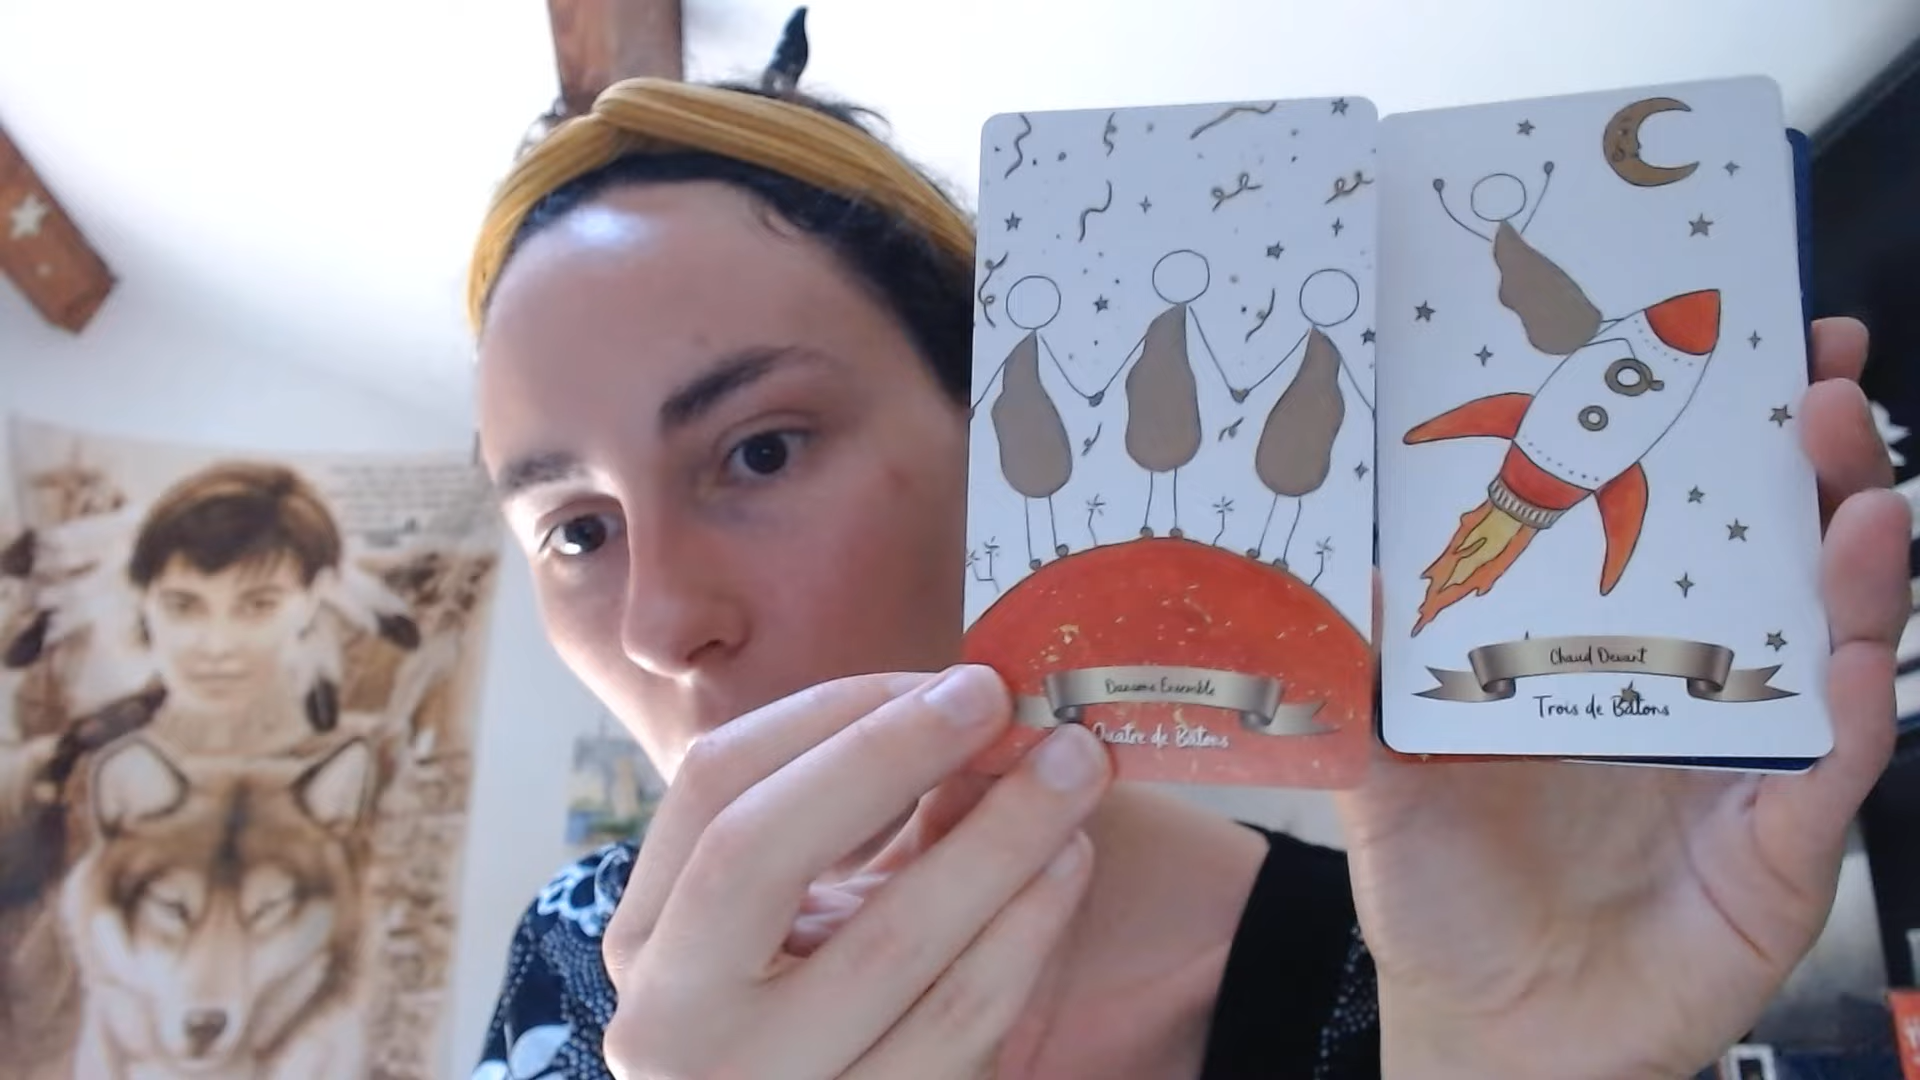 Dansons Ensemble
Quatre de Bâtons
Chaud Devant
Trois de Bâtons